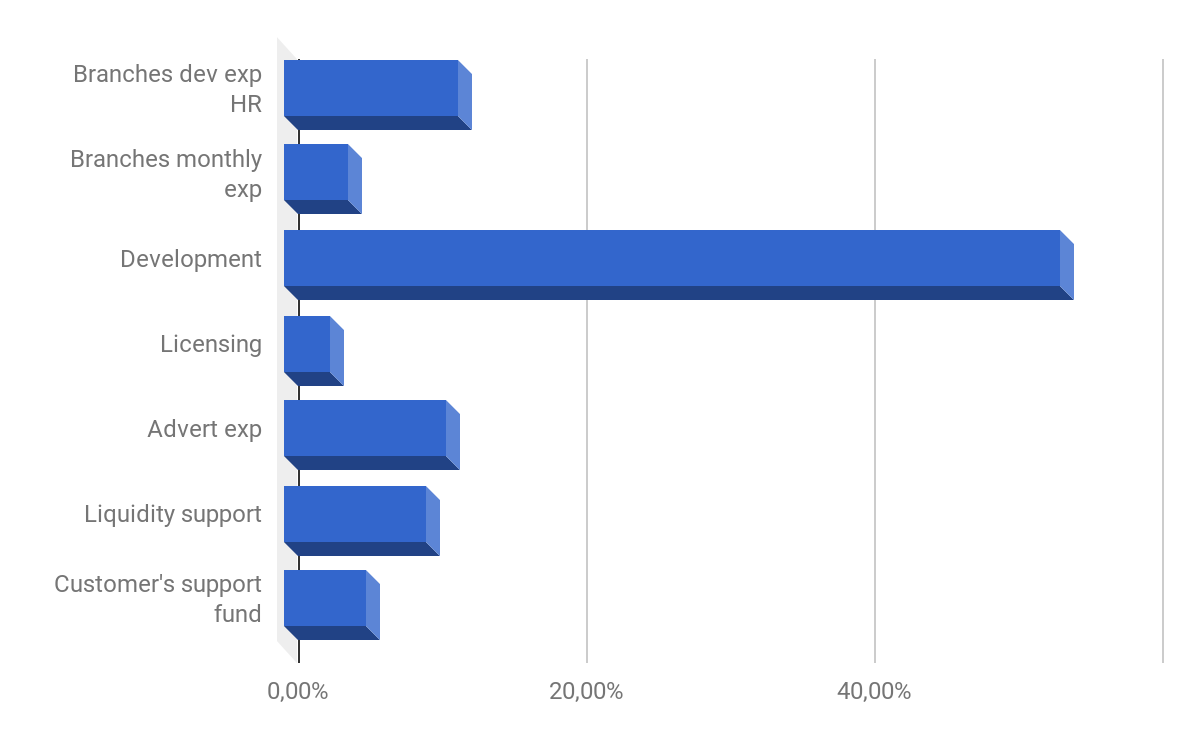 Branches dev exp
HR
Branches monthly
exp
Development
Licensing
Advert exp
Liquidity support
Customer's support
fund
0,00%
20,00%
40,00%